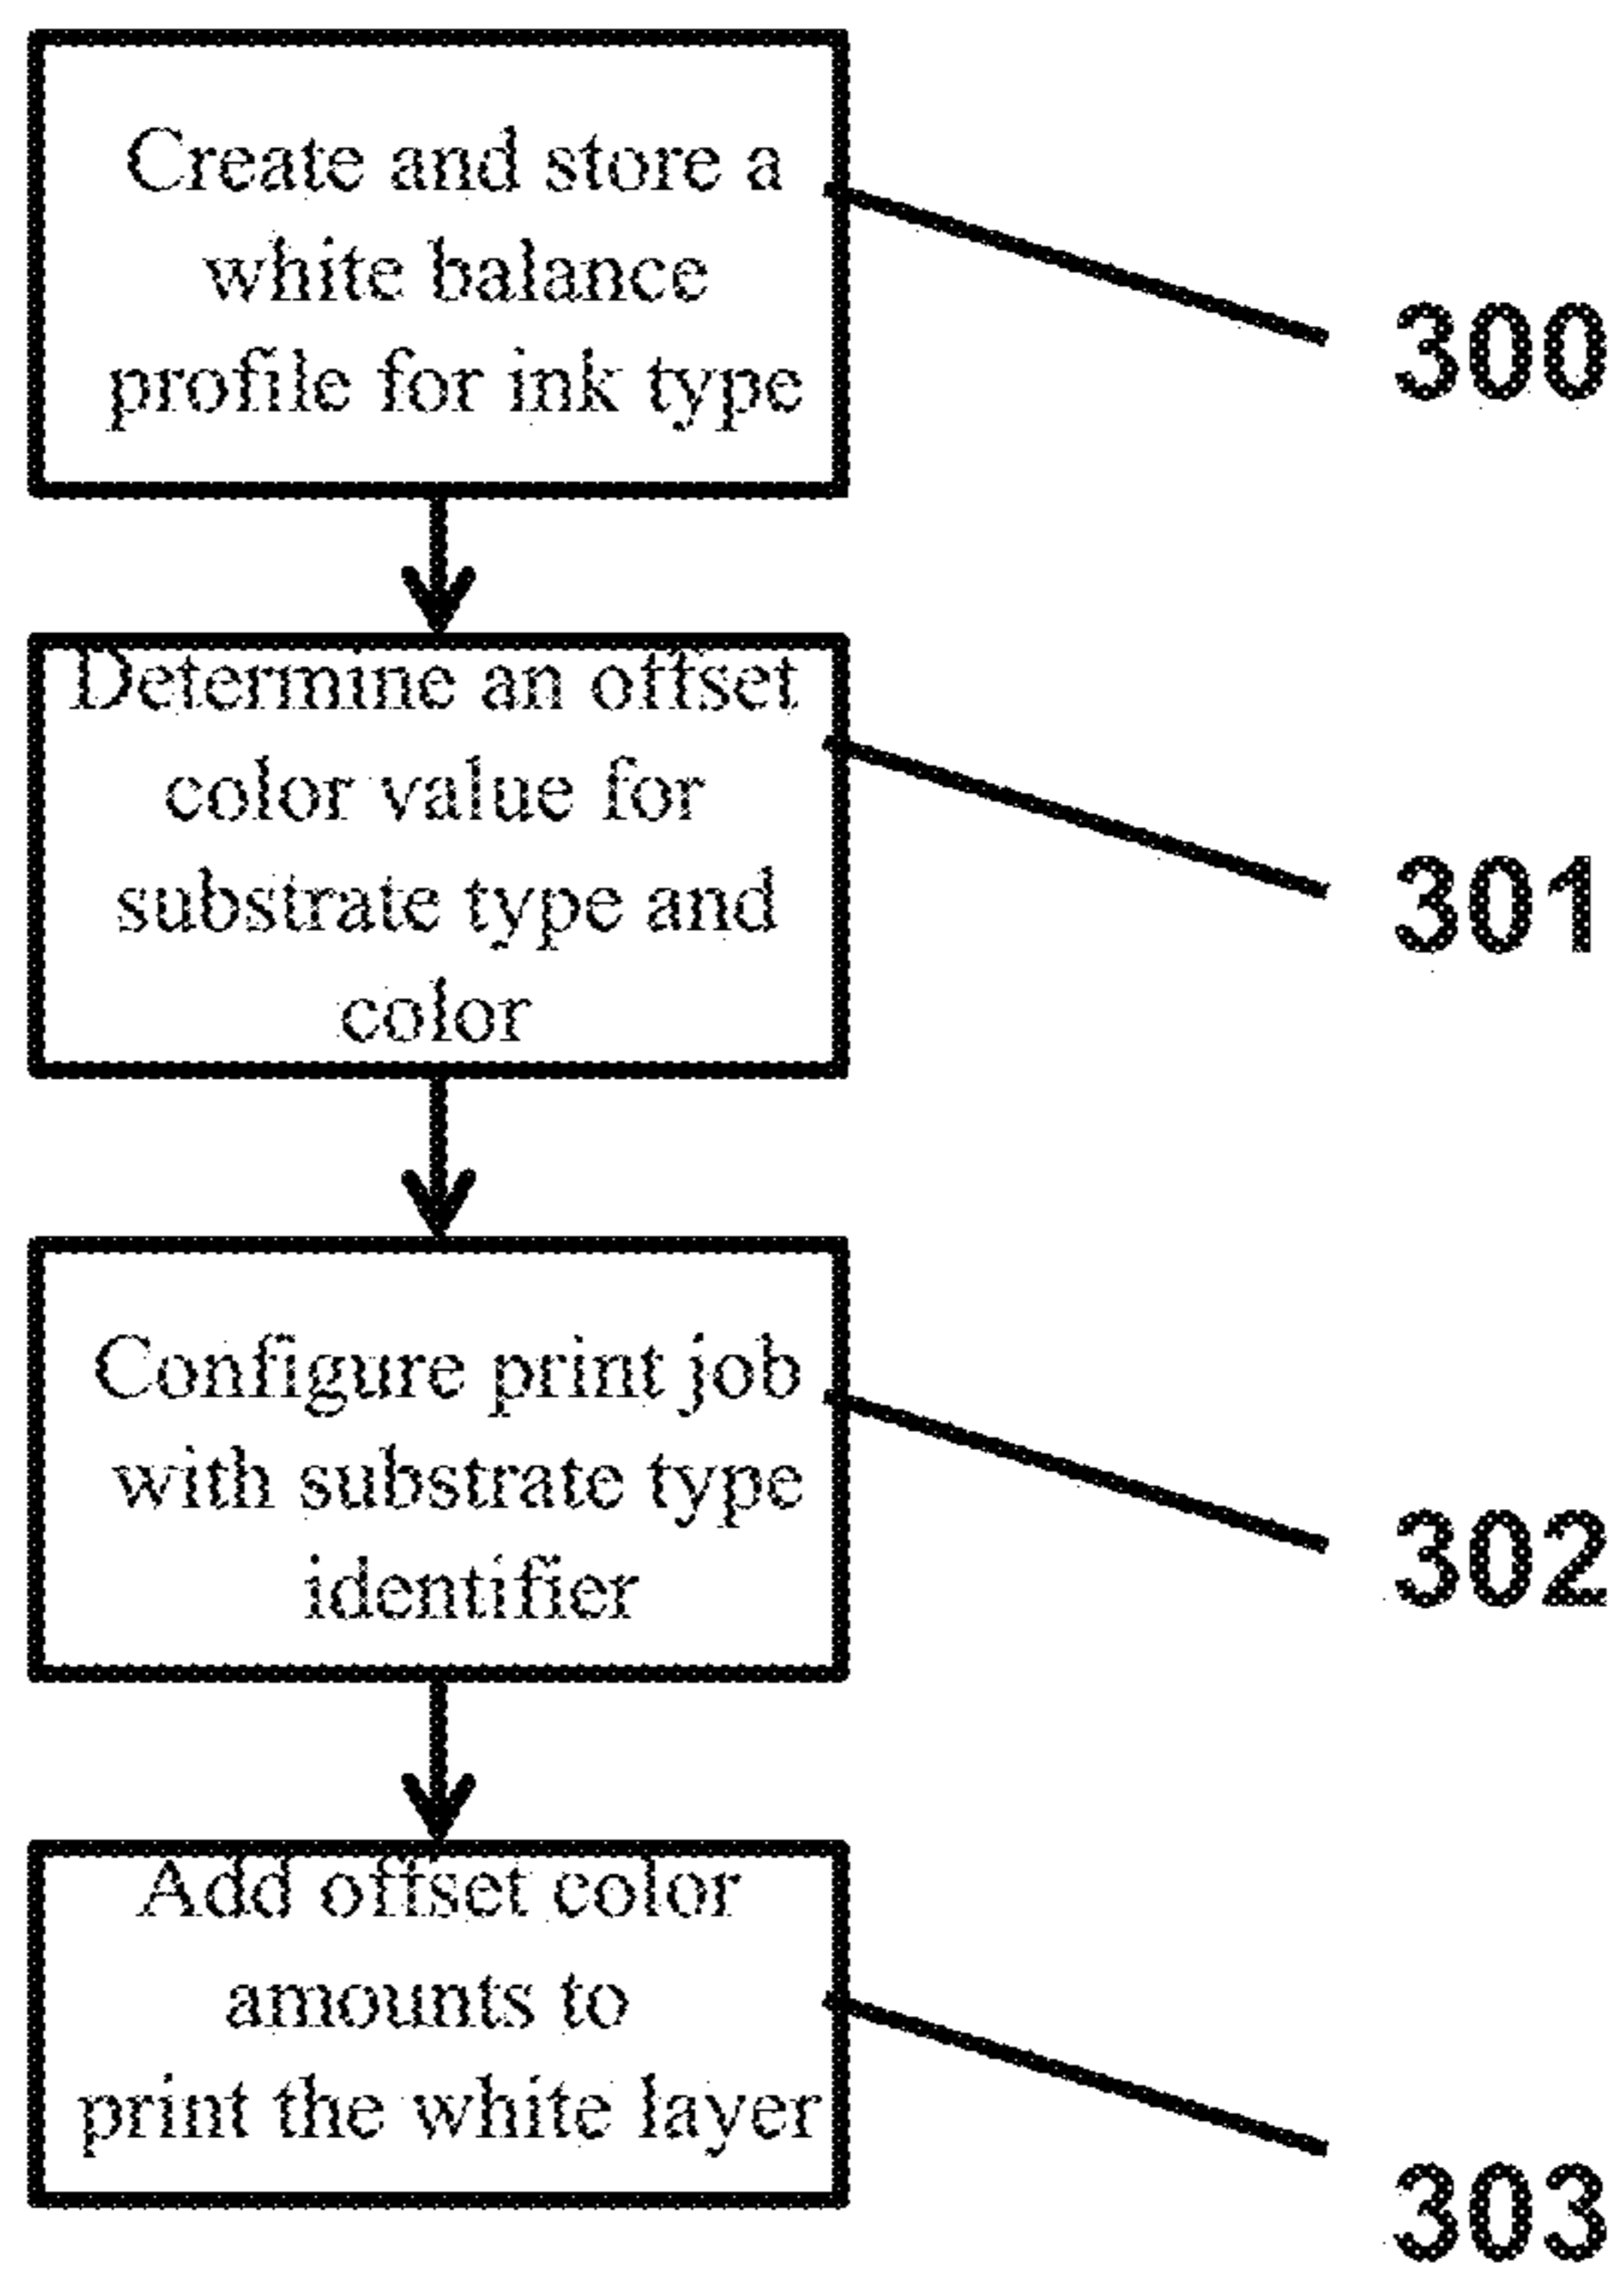 Create and store a
white balance
profile for ink type
300
Determine an offset
color value for
substrate type and
color
301
Configure print job
with substrate type
identifier
302
Add offset color
amounts to
print the white layer
303